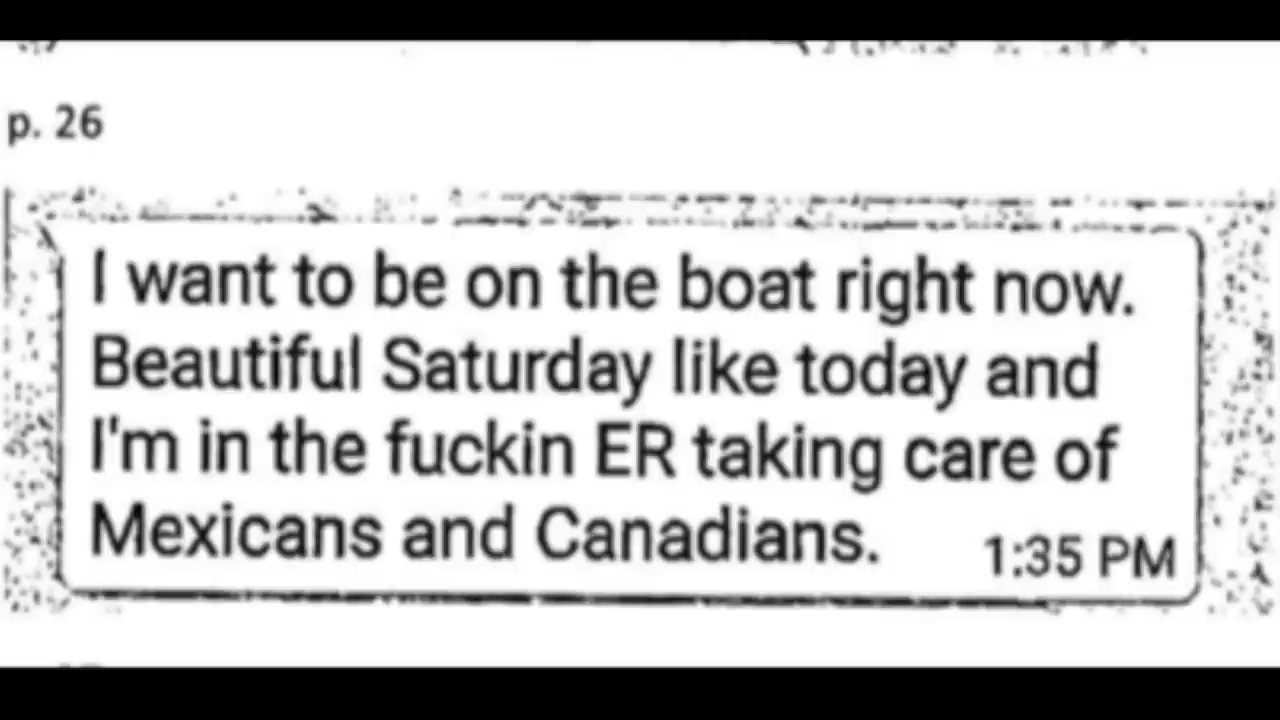 p. 26
I want to be on the boat right now.
Beautiful Saturday like today and
I'm in the fuckin ER taking care of
Mexicans and Canadians.
1:35 PM